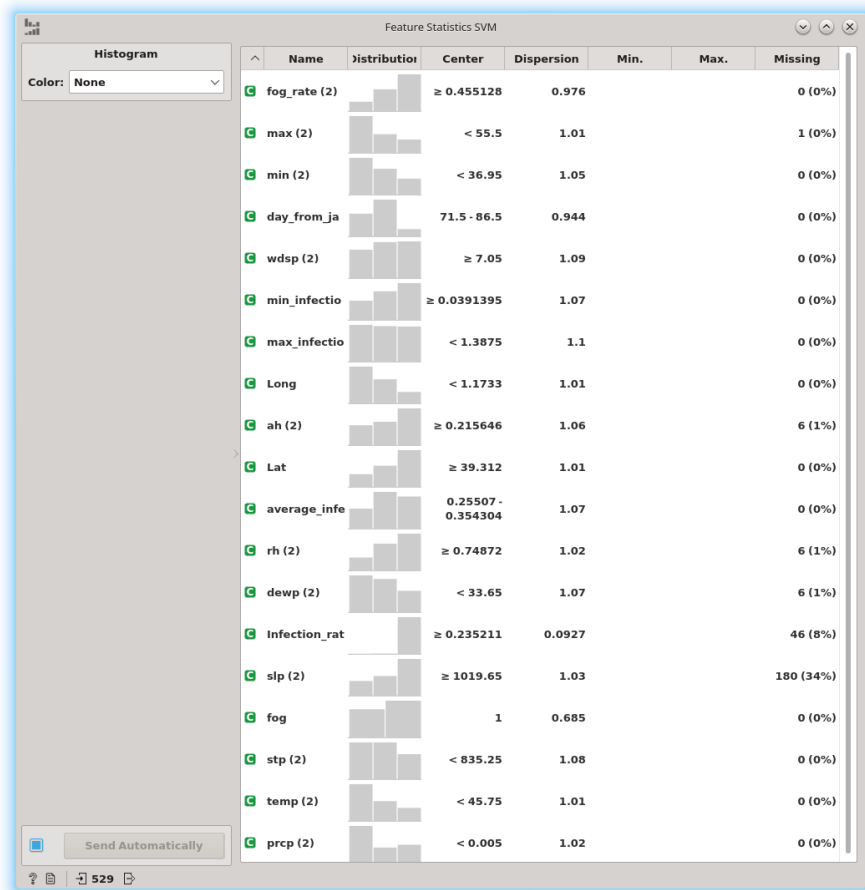 Feature Statistics SVM
Histogram
Color: None
Name Distribution Center Dispersion Min. Max. Missing
C fog_rate (2) ≥ 0.455128 0.976 0 (0%)
C max (2) < 55.5 1.01 1 (0%)
C min (2) < 36.95 1.05 0 (0%)
C day_from_ja 71.5 - 86.5 0.944 0 (0%)
C wdsp (2) ≥ 7.05 1.09 0 (0%)
C min_infectio ≥ 0.0391395 1.07 0 (0%)
C max_infectio < 1.3875 1.1 0 (0%)
C Long < 1.1733 1.01 0 (0%)
C ah (2) ≥ 0.215646 1.06 6 (1%)
C Lat ≥ 39.312 1.01 0 (0%)
C average_infe 0.25507 - 1.07 0 (0%)
0.354304
C rh (2) ≥ 0.74872 1.02 6 (1%)
C dewp (2) < 33.65 1.07 6 (1%)
C Infection_rat ≥ 0.235211 0.0927 46 (8%)
C slp (2) ≥ 1019.65 1.03 180 (34%)
C fog 1 0.685 0 (0%)
C stp (2) < 835.25 1.08 0 (0%)
C temp (2) < 45.75 1.01 0 (0%)
C prcp (2) < 0.005 1.02 0 (0%)
Send Automatically
? 529